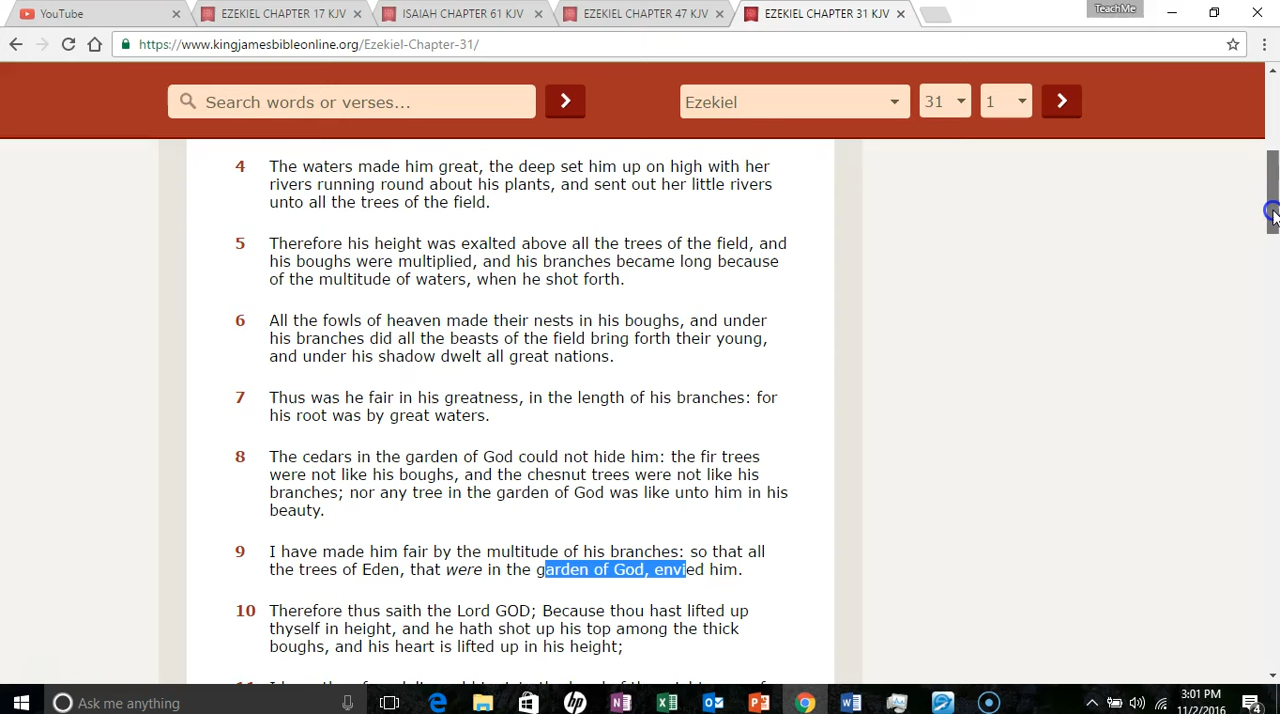 EZEKIEL CHAPTER 17 KJV
YouTube
ISAIAH CHAPTER 61 KJV
EZEKIEL CHAPTER 47 KJV
EZEKIEL CHAPTER 31 KJV
TeachMe
https://www.kingjamesbibleonline.org/Ezekiel-Chapter-31/
Search words or verses...
Ezekiel
31
1
4 The waters made him great, the deep set him up on high with her
rivers running round about his plants, and sent out her little rivers
unto all the trees of the field.
5 Therefore his height was exalted above all the trees of the field, and
his boughs were multiplied, and his branches became long because
of the multitude of waters, when he shot forth.
6 All the fowls of heaven made their nests in his boughs, and under
his branches did all the beasts of the field bring forth their young,
and under his shadow dwelt all great nations.
7 Thus was he fair in his greatness, in the length of his branches: for
his root was by great waters.
8 The cedars in the garden of God could not hide him: the fir trees
were not like his boughs, and the chesnut trees were not like his
branches; nor any tree in the garden of God was like unto him in his
beauty.
9 I have made him fair by the multitude of his branches: so that all
the trees of Eden, that were in the garden of God, envied him.
10 Therefore thus saith the Lord GOD; Because thou hast lifted up
thyself in height, and he hath shot up his top among the thick
boughs, and his heart is lifted up in his height;
Ask me anything
3:01 PM
11/2/2016
4